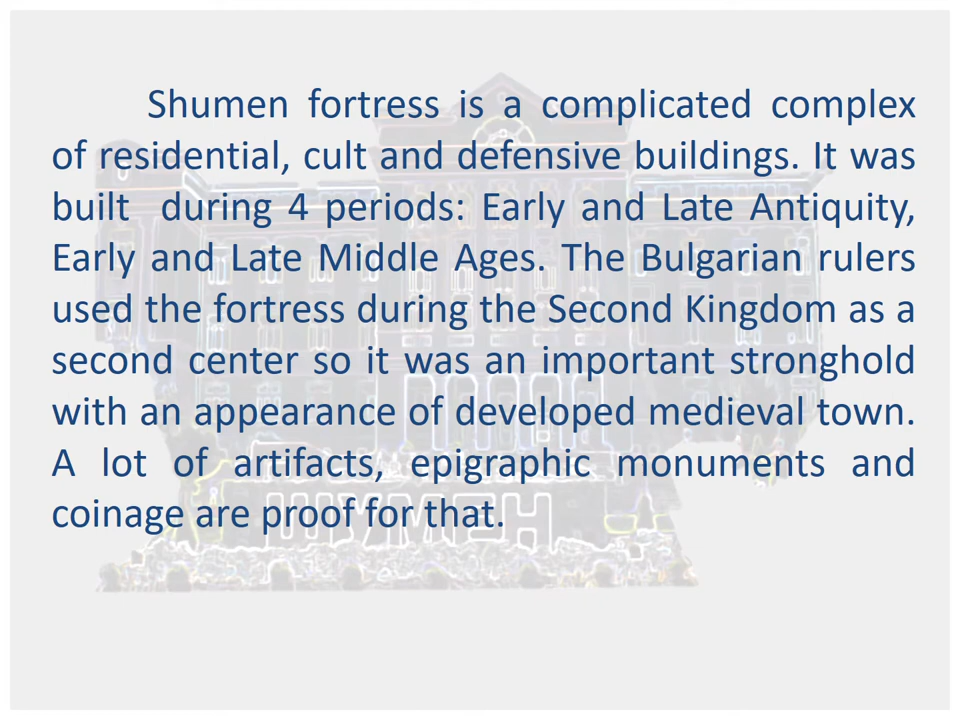 Shumen fortress is a complicated complex
of residential, cult and defensive buildings. It was
built during 4 periods: Early and Late Antiquity,
Early and Late Middle Ages. The Bulgarian rulers
used the fortress during the Second Kingdom as a
second center so it was an important stronghold
with an appearance of developed medieval town.
A lot of artifacts, epigraphic monuments and
coinage are proof for that.
ШУМЕН